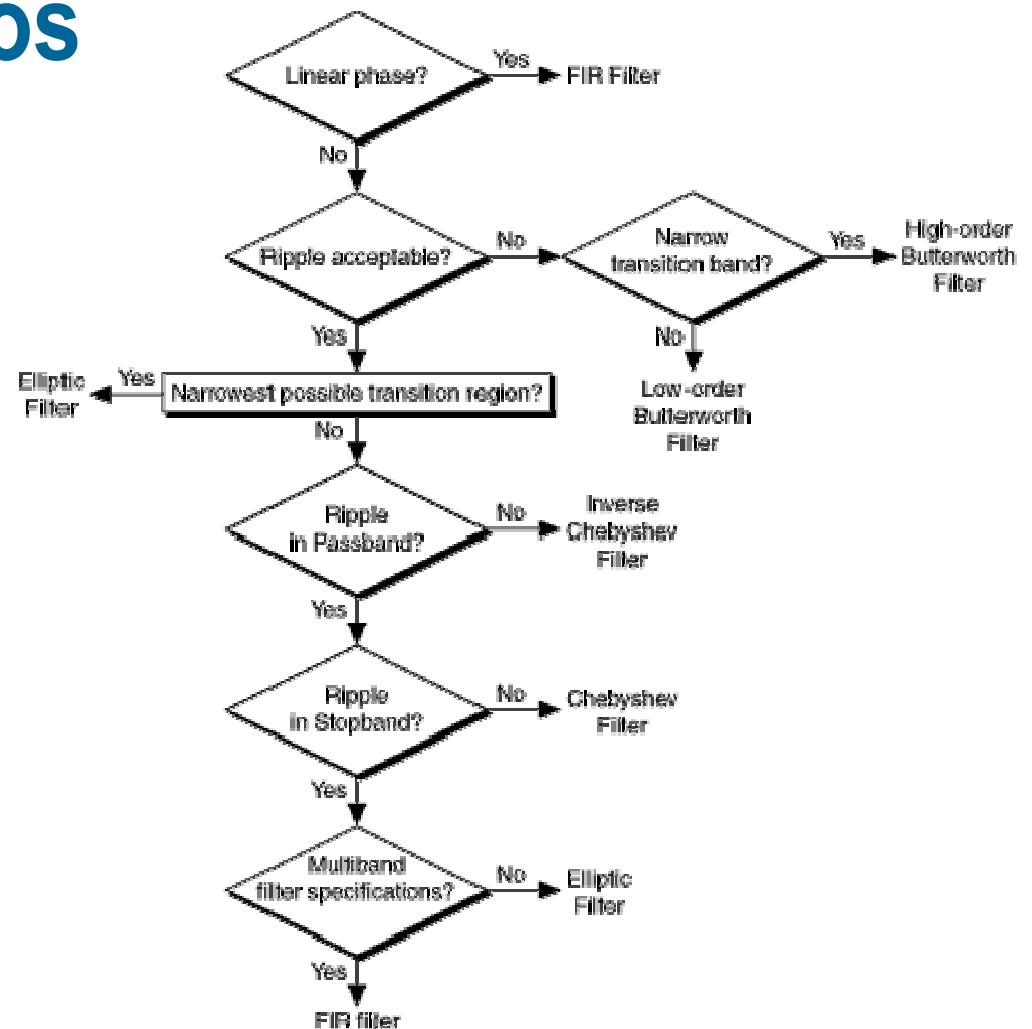 os
Linear phase?
Yes
FIR Filter
No
Ripple acceptable?
No
Narrow
transition band?
Yes
High-order
Butterworth
Filter
Yes
No
Low-order
Butterworth
Filter
Elliptic
Filter
Yes
Narrowest possible transition region?
No
Ripple
in Passband?
No
Inverse
Chebyshev
Filter
Yes
Ripple
in Stopband?
No
Chebyshev
Filter
Yes
Multiband
filter specifications?
No
Elliptic
Filter
Yes
FIR filter